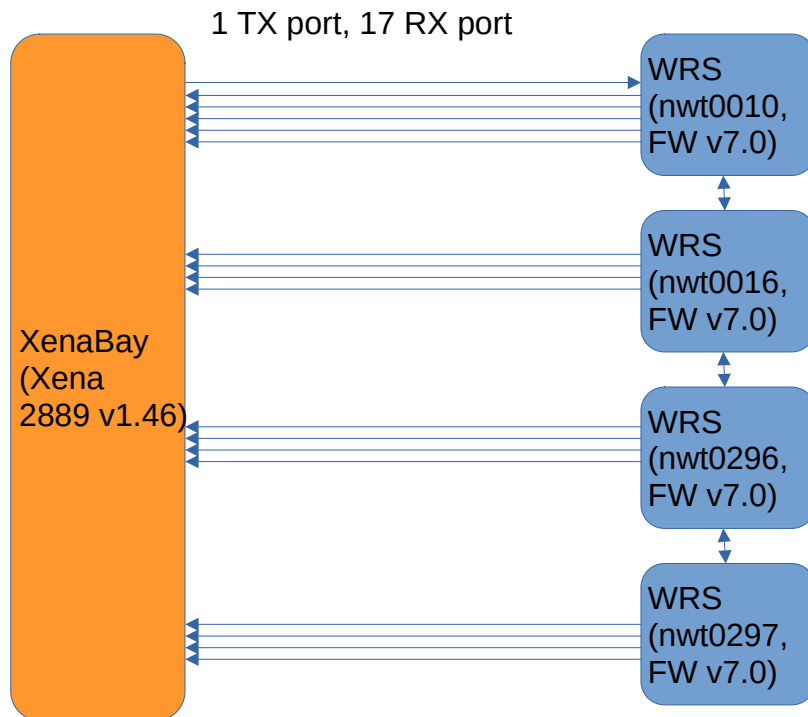 1 TX port, 17 RX port
WRS
(nwt0010,
FW v7.0)
WRS
(nwt0016,
FW v7.0)
XenaBay
(Xena
2889 v1.46)
WRS
(nwt0296,
FW v7.0)
WRS
(nwt0297,
FW v7.0)